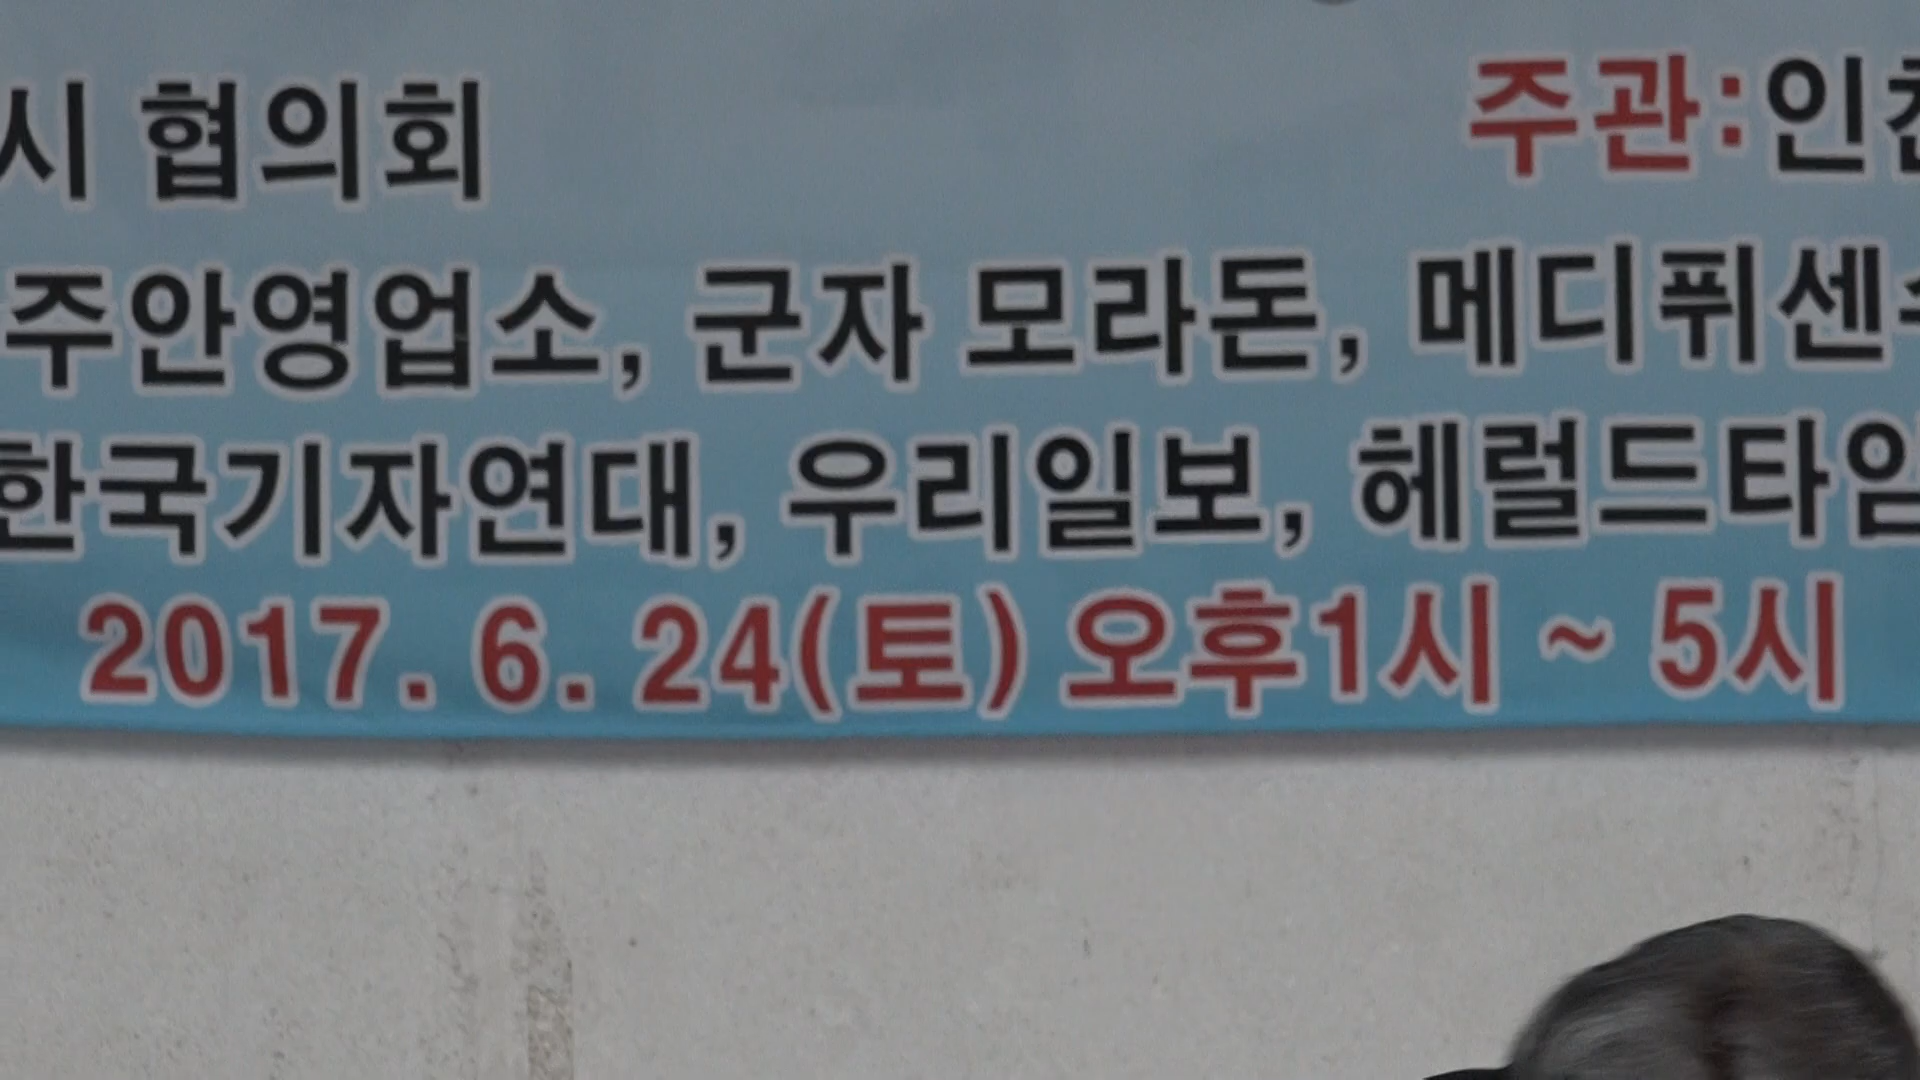 시 협의회 주관:인천
주안영업소, 군자 모라돈, 메디퓌센
한국기자연대, 우리일보, 헤럴드타임
2017. 6. 24(토) 오후1시 ~ 5시